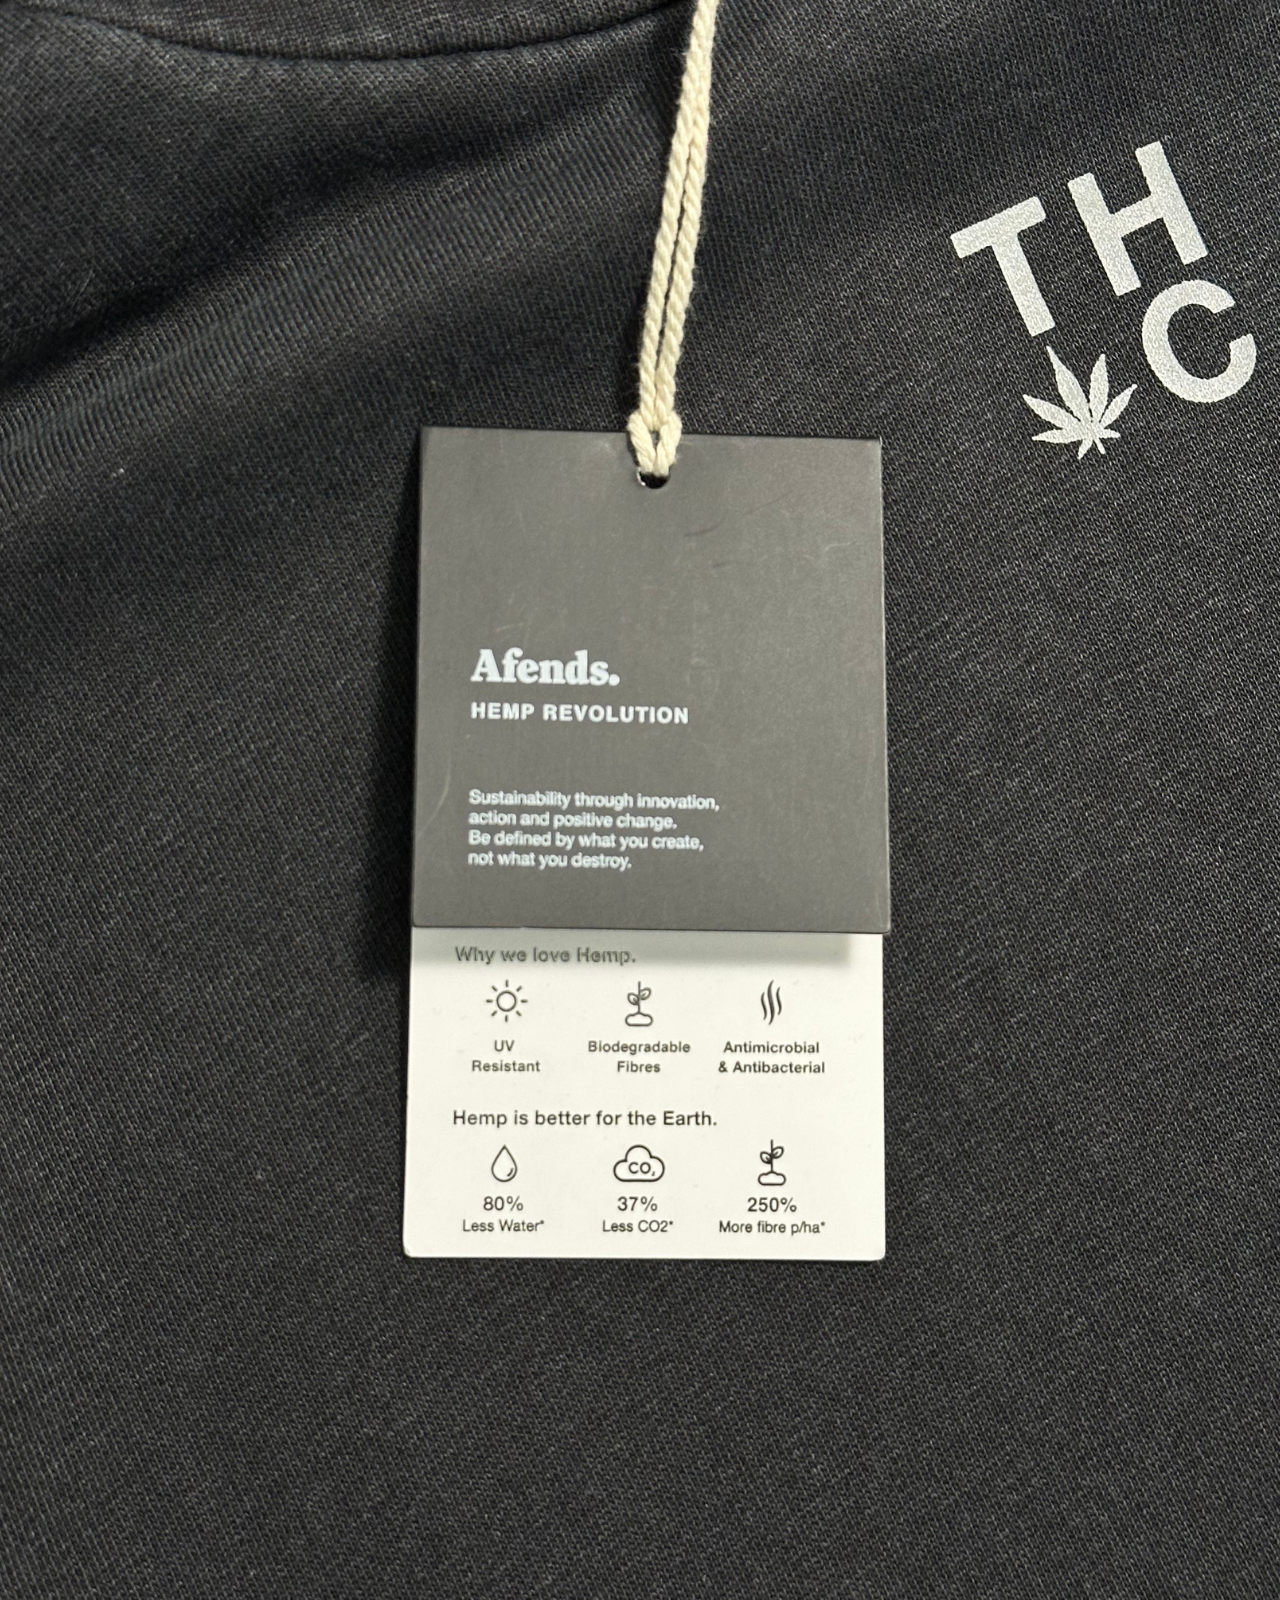 T H
C
Afends.
HEMP REVOLUTION
Sustainability through innovation,
action and positive change.
Be defined by what you create,
not what you destroy.
Why we love Hemp.
UV
Resistant
Biodegradable
Fibres
Antimicrobial
& Antibacterial
Hemp is better for the Earth.
CO₂
80%
Less Water*
37%
Less CO2*
250%
More fibre p/ha*